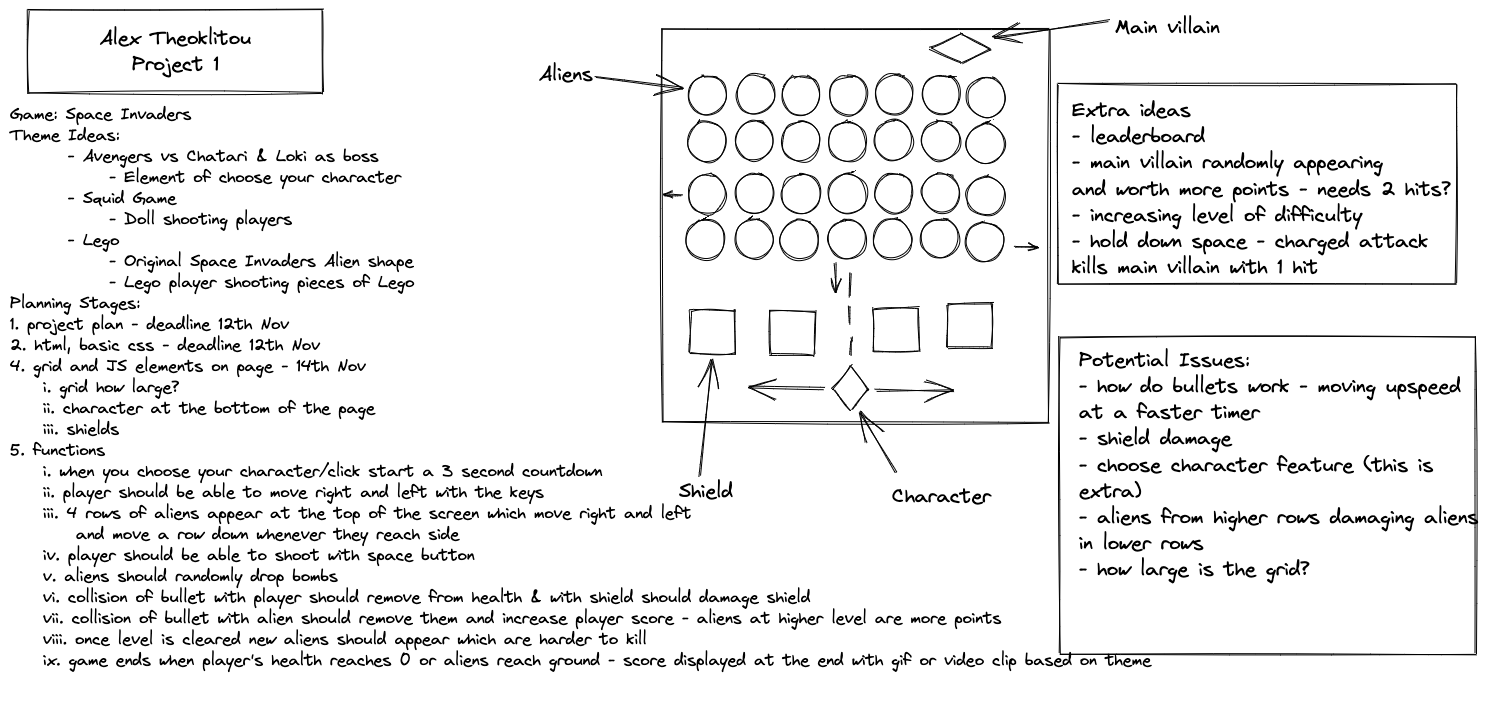 Alex Theoklitou
Project 1
Game: Space Invaders
Theme Ideas:
- Avengers vs Chatari & Loki as boss
- Element of choose your character
- Squid Game
- Doll shooting players
- Lego
- Original Space Invaders Alien shape
- Lego player shooting pieces of Lego
Planning Stages:
1. project plan - deadline 12th Nov
2. html, basic css - deadline 12th Nov
4. grid and JS elements on page - 14th Nov
i. grid how large?
ii. character at the bottom of the page
iii. shields
5. functions
i. when you choose your character/click start a 3 second countdown
ii. player should be able to move right and left with the keys
iii. 4 rows of aliens appear at the top of the screen which move right and left
and move a row down whenever they reach side
iv. player should be able to shoot with space button
v. aliens should randomly drop bombs
vi. collision of bullet with player should remove from health & with shield should damage shield
vii. collision of bullet with alien should remove them and increase player score - aliens at higher level are more points
viii. once level is cleared new aliens should appear which are harder to kill
ix. game ends when player's health reaches 0 or aliens reach ground - score displayed at the end with gif or video clip based on theme
Main villain
Aliens
Shield
Character
Extra ideas
- leaderboard
- main villain randomly appearing
and worth more points - needs 2 hits?
- increasing level of difficulty
- hold down space - charged attack
kills main villain with 1 hit
Potential Issues:
- how do bullets work - moving upspeed
at a faster timer
- shield damage
- choose character feature (this is
extra)
- aliens from higher rows damaging aliens
in lower rows
- how large is the grid?